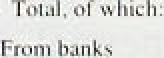 Total, of which:
From banks